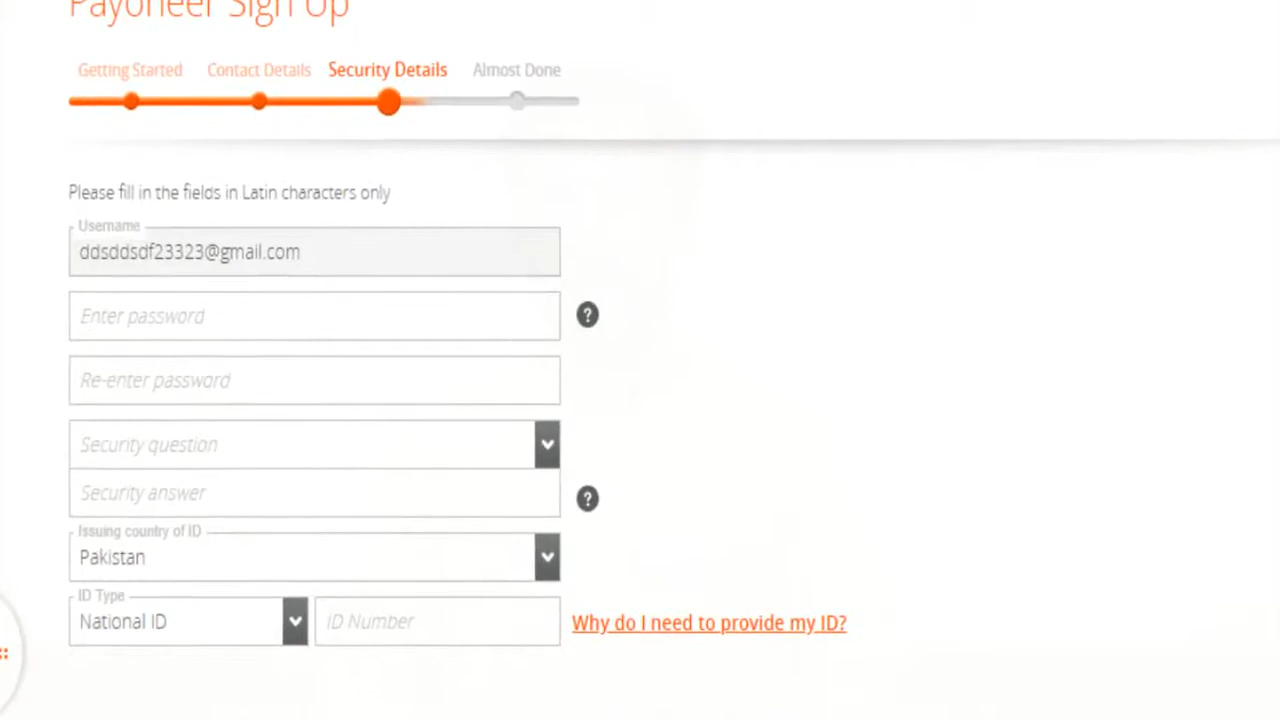 Payoneer Sign Up
Getting Started Contact Details Security Details Almost Done
Please fill in the fields in Latin characters only
Username
ddsddsdf23323@gmail.com
Enter password
?
Re-enter password
Security question
Security answer
?
Issuing country of ID
Pakistan
ID Type
National ID ID Number Why do I need to provide my ID?